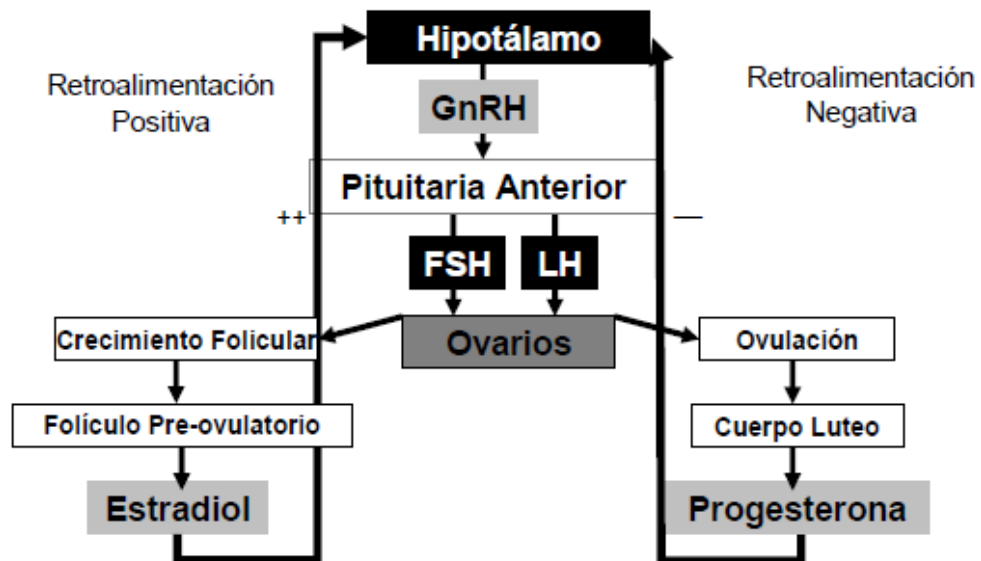 Hipotálamo
Retroalimentación
Positiva
GnRH
Retroalimentación
Negativa
Pituitaria Anterior
++
—
FSH
LH
Crecimiento Folicular
Ovarios
Ovulación
Folículo Pre-ovulatorio
Cuerpo Luteo
Estradiol
Progesterona